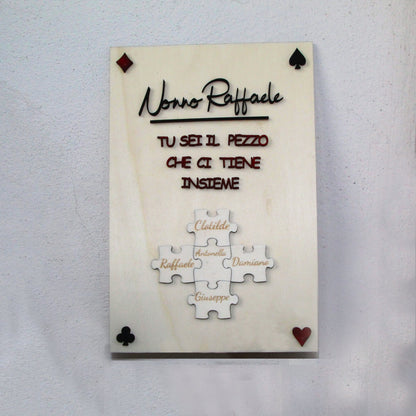 Nonno Raffaele
TU SEI IL PEZZO
CHE CI TIENE
INSIEME
Clotilde
Raffaele Antonella Damiano
Giuseppe